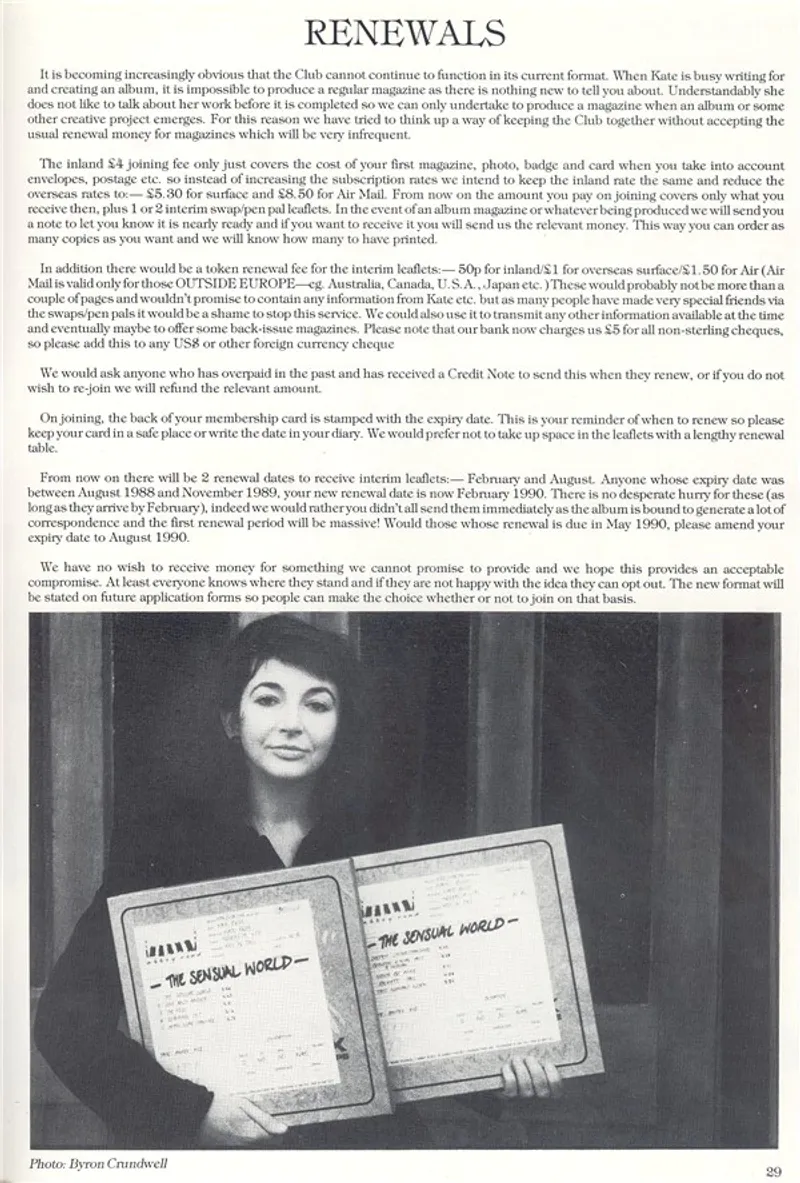 RENEWALS
It is becoming increasingly obvious that the Club cannot continue to function in its current format. When Kate is busy writing for
and creating an album, it is impossible to produce a regular magazine as there is nothing new to tell you about. Understandably she
does not like to talk about her work before it is completed so we can only undertake to produce a magazine when an album or some
other creative project emerges. For this reason we have tried to think up a way of keeping the Club together without accepting the
usual renewal money for magazines which will be very infrequent.
The inland £4 joining fee only just covers the cost of your first magazine, photo, badge and card when you take into account
envelopes, postage etc. so instead of increasing the subscription rates we intend to keep the inland rate the same and reduce the
overseas rates to:— £5.30 for surface and £8.50 for Air Mail. From now on the amount you pay on joining covers only what you
receive then, plus 1 or 2 interim swap/pen pal leaflets. In the event of an album magazine or whatever being produced we will send you
a note to let you know it is nearly ready and if you want to receive it you will send us the relevant money. This way you can order as
many copies as you want and we will know how many to have printed.
In addition there would be a token renewal fee for the interim leaflets:— 50p for inland/£1 for overseas surface/£1.50 for Air (Air
Mail is valid only for those OUTSIDE EUROPE—eg. Australia, Canada, U.S.A., Japan etc. ) These would probably not be more than a
couple of pages and wouldn't promise to contain any information from Kate etc. but as many people have made very special friends via
the swaps/pen pals it would be a shame to stop this service. We could also use it to transmit any other information available at the time
and eventually maybe to offer some back-issue magazines. Please note that our bank now charges us £5 for all non-sterling cheques,
so please add this to any US$ or other foreign currency cheque
We would ask anyone who has overpaid in the past and has received a Credit Note to send this when they renew, or if you do not
wish to re-join we will refund the relevant amount.
On joining, the back of your membership card is stamped with the expiry date. This is your reminder of when to renew so please
keep your card in a safe place or write the date in your diary. We would prefer not to take up space in the leaflets with a lengthy renewal
table.
From now on there will be 2 renewal dates to receive interim leaflets:— February and August. Anyone whose expiry date was
between August 1988 and November 1989, your new renewal date is now February 1990. There is no desperate hurry for these (as
long as they arrive by February), indeed we would rather you didn't all send them immediately as the album is bound to generate a lot of
correspondence and the first renewal period will be massive! Would those whose renewal is due in May 1990, please amend your
expiry date to August 1990.
We have no wish to receive money for something we cannot promise to provide and we hope this provides an acceptable
compromise. At least everyone knows where they stand and if they are not happy with the idea they can opt out. The new format will
be stated on future application forms so people can make the choice whether or not to join on that basis.
abbey road
- THE SENSUAL WORLD -
abbey road
- THE SENSUAL WORLD -
Photo: Byron Crundwell
29